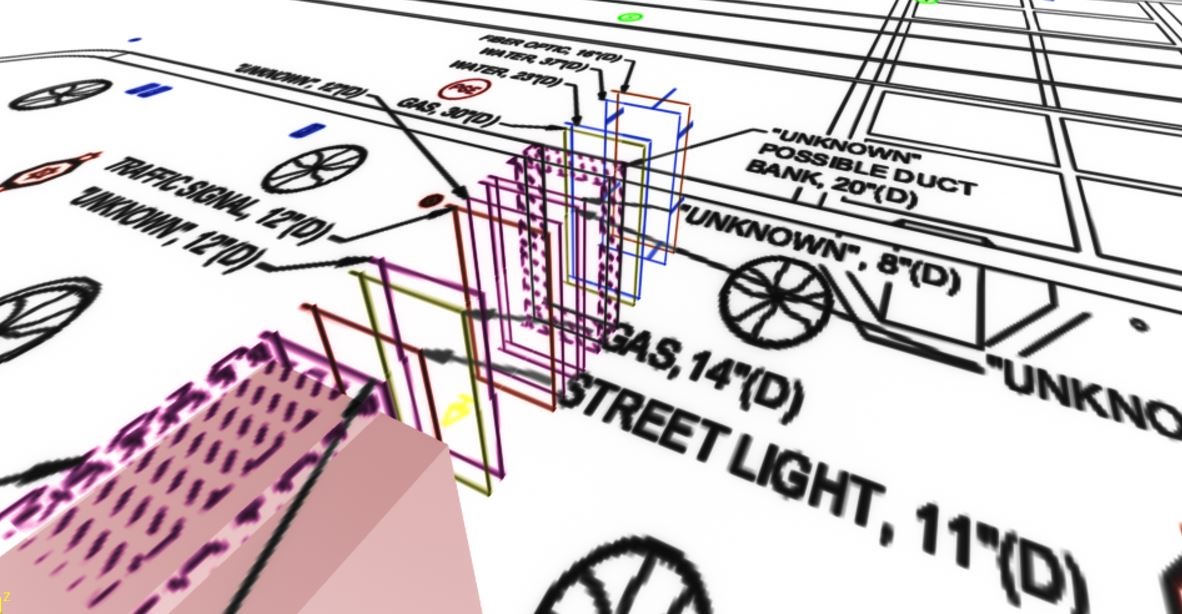 FIBER OPTIC, 16"(D)
WATER, 37"(D)
WATER, 23"(D)
"UNKNOWN", 12"(D)
GAS, 30"(D)
"UNKNOWN"
POSSIBLE DUCT
BANK, 20"(D)
TRAFFIC SIGNAL, 12"(D)
"UNKNOWN", 12"(D)
"UNKNOWN", 8"(D)
GAS, 14"(D)
"UNKNO
STREET LIGHT, 11"(D)